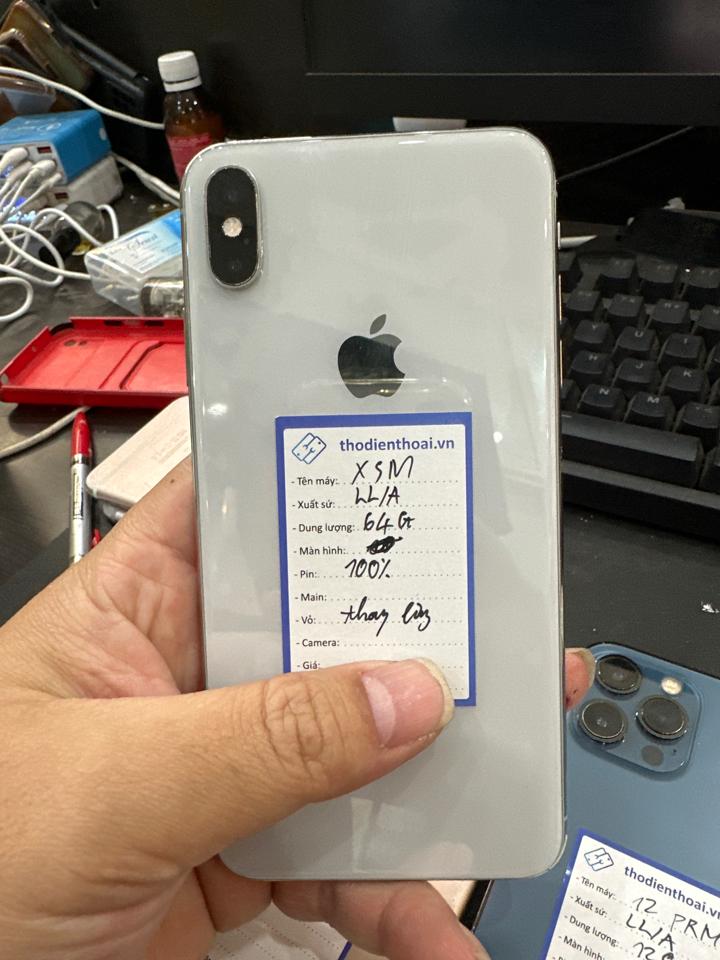 thodienthoai.vn
- Tên máy: XSM
- Xuất sứ: LL/A
- Dung lượng: 64G
- Màn hình:
- Pin: 100%
- Main:
- Vỏ: thay
- Camera:
- Giá:
thodienthoai.vn
- Tên máy: 12 PRM
- Xuất sứ: LL/A
- Dung lượng: 12
- Màn hình: